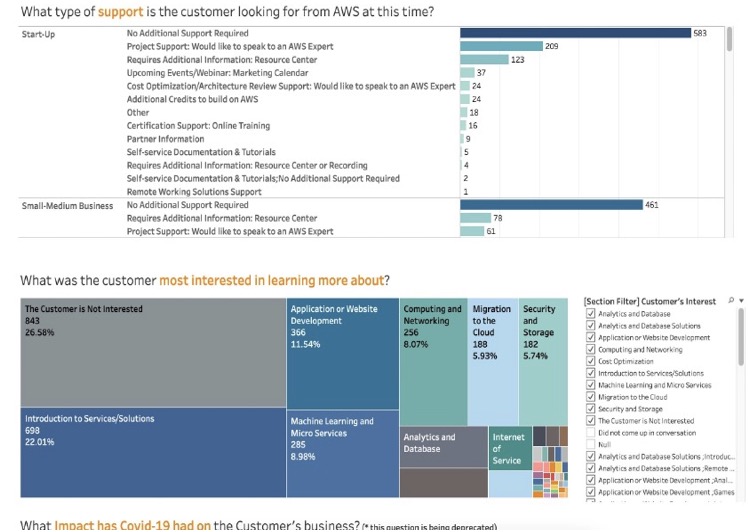 What type of support is the customer looking for from AWS at this time?
Start-Up
No Additional Support Required
583
Project Support: Would like to speak to an AWS Expert
209
Requires Additional Information: Resource Center
123
Upcoming Events/Webinar: Marketing Calendar
37
Cost Optimization/Architecture Review Support: Would like to speak to an AWS Expert
24
Additional Credits to build on AWS
24
Other
18
Certification Support: Online Training
16
Partner Information
9
Self-service Documentation & Tutorials
5
Requires Additional Information: Resource Center or Recording
4
Self-service Documentation & Tutorials;No Additional Support Required
2
Remote Working Solutions Support
1
Small-Medium Business
No Additional Support Required
461
Requires Additional Information: Resource Center
78
Project Support: Would like to speak to an AWS Expert
61
What was the customer most interested in learning more about?
The Customer is Not Interested
843
26.58%
Introduction to Services/Solutions
698
22.01%
Application or Website
Development
366
11.54%
Machine Learning and
Micro Services
285
8.98%
Computing and
Networking
256
8.07%
Migration
to the
Cloud
188
5.93%
Security
and
Storage
182
5.74%
Analytics and
Database
Internet
of
Service
[Section Filter] Customer's Interest
Analytics and Database
Analytics and Database Solutions
Application or Website Development
Computing and Networking
Cost Optimization
Introduction to Services/Solutions
Machine Learning and Micro Services
Migration to the Cloud
Security and Storage
The Customer is Not Interested
Did not come up in conversation
Null
Analytics and Database Solutions ;Introduc...
Analytics and Database Solutions ;Remote ...
Application or Website Development ;Anal...
Application or Website Development ;Games
What Impact has Covid-19 had on the Customer's business? (* this question is being deprecated)